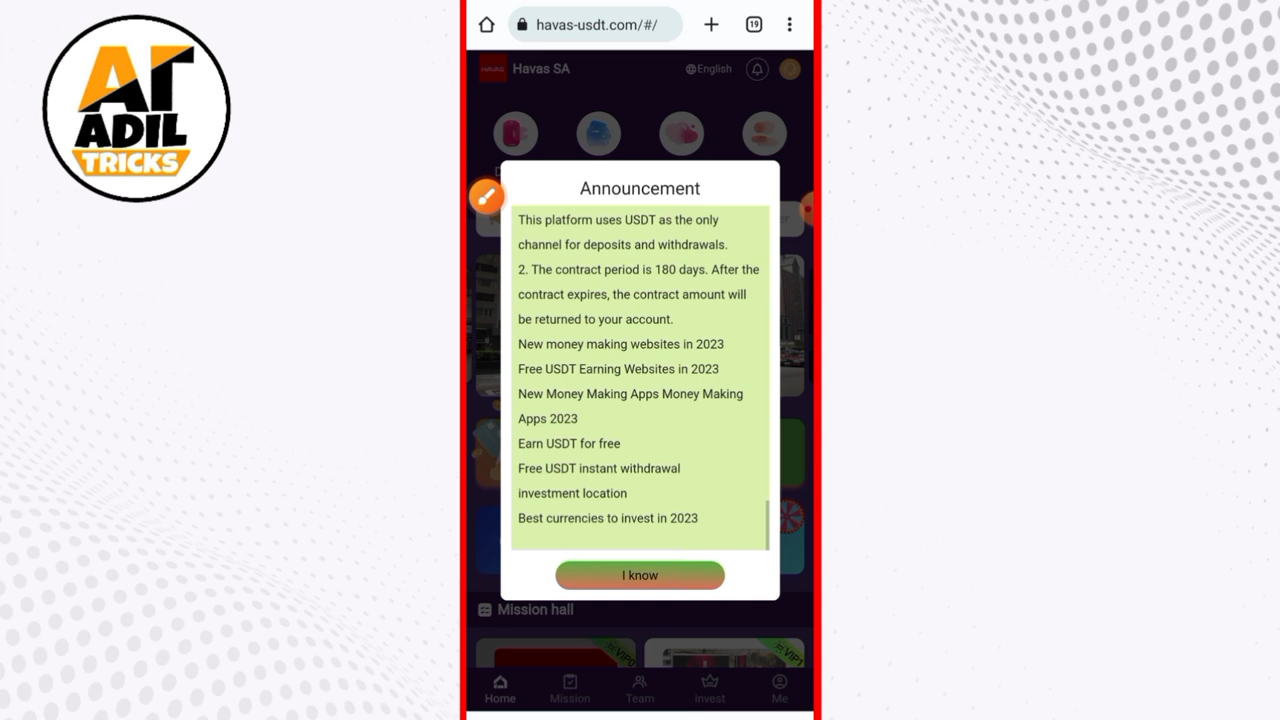 AT
ADIL
TRICKS
havas-usdt.com/#/
19
HAVAS
Havas SA
English
Announcement
This platform uses USDT as the only
channel for deposits and withdrawals.
2. The contract period is 180 days. After the
contract expires, the contract amount will
be returned to your account.
New money making websites in 2023
Free USDT Earning Websites in 2023
New Money Making Apps Money Making
Apps 2023
Earn USDT for free
Free USDT instant withdrawal
investment location
Best currencies to invest in 2023
I know
Mission hall
VIP0
VIP1
Home
Mission
Team
invest
Me